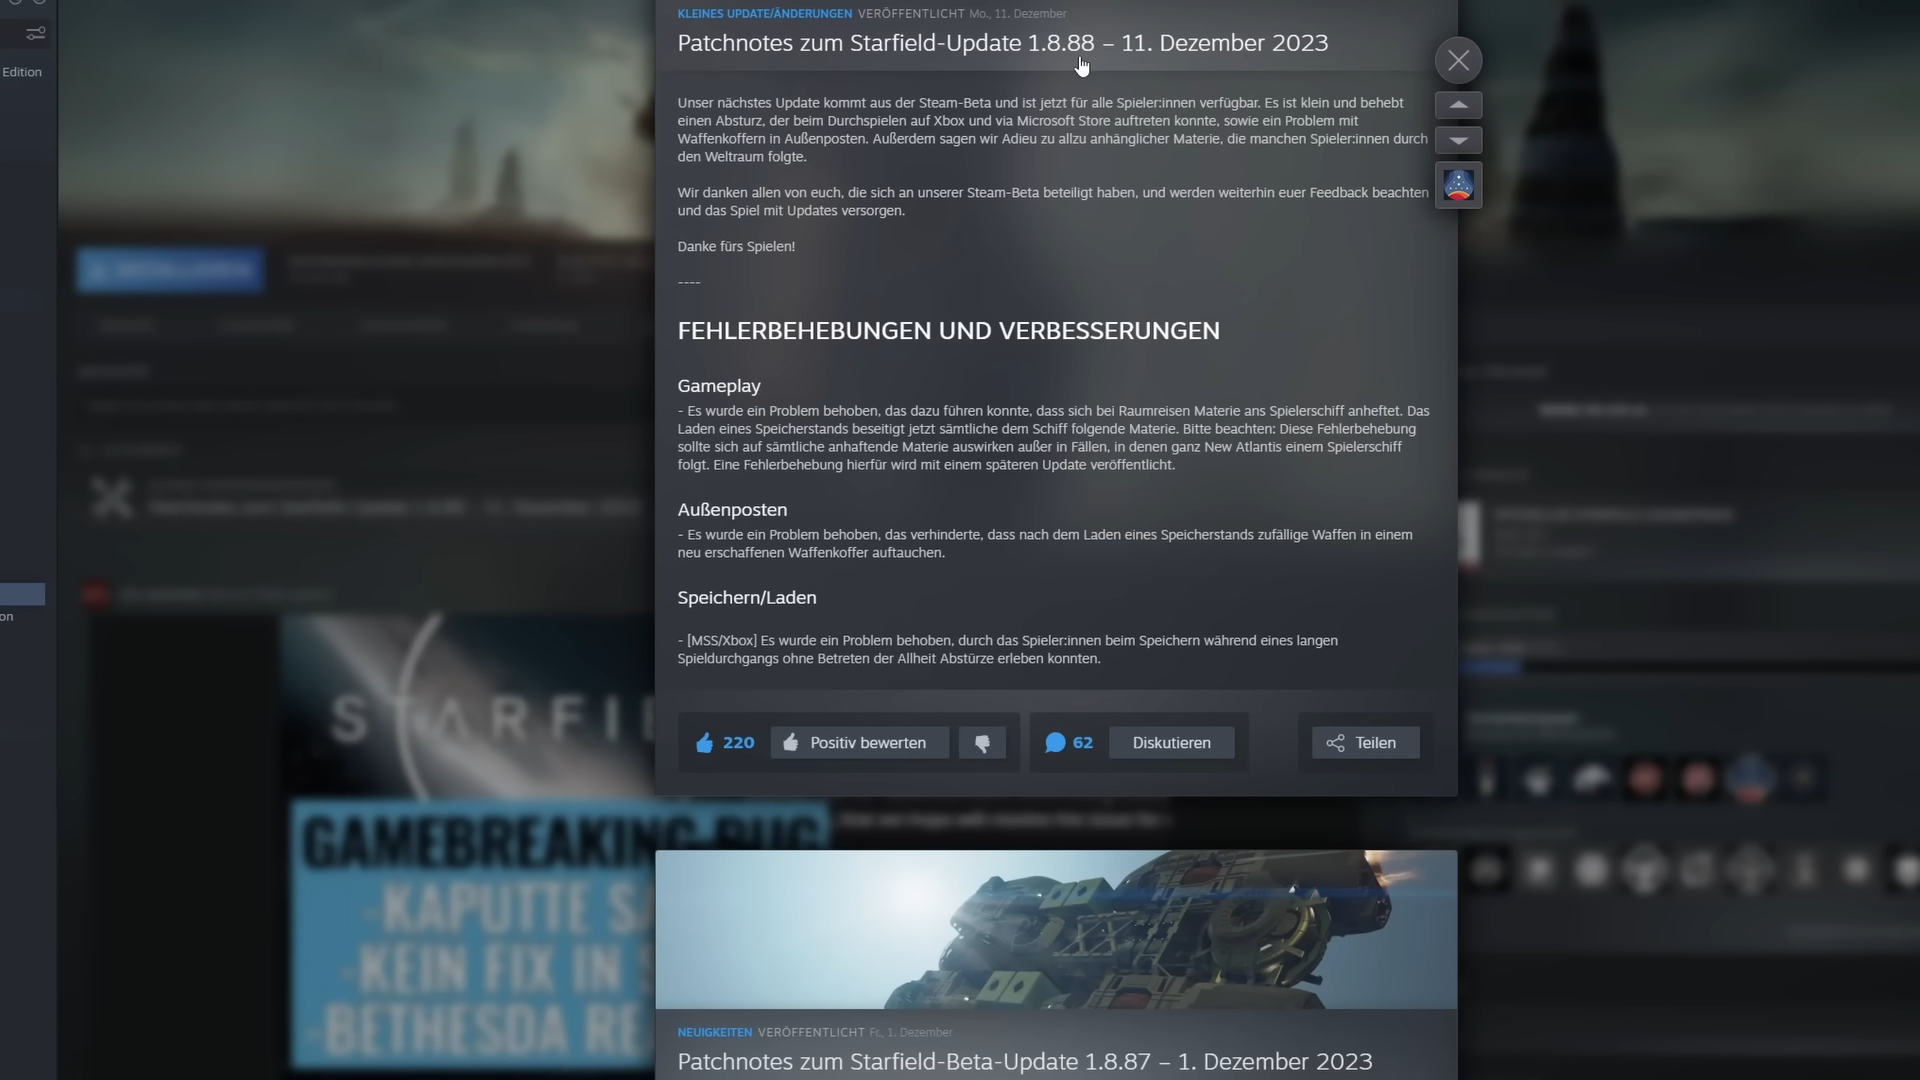 Edition
KLEINES UPDATE/ÄNDERUNGEN VERÖFFENTLICHT Mo., 11. Dezember
Patchnotes zum Starfield-Update 1.8.88 – 11. Dezember 2023
Unser nächstes Update kommt aus der Steam-Beta und ist jetzt für alle Spieler:innen verfügbar. Es ist klein und behebt
einen Absturz, der beim Durchspielen auf Xbox und via Microsoft Store auftreten konnte, sowie ein Problem mit
Waffenkoffern in Außenposten. Außerdem sagen wir Adieu zu allzu anhänglicher Materie, die manchen Spieler:innen durch
den Weltraum folgte.
Wir danken allen von euch, die sich an unserer Steam-Beta beteiligt haben, und werden weiterhin euer Feedback beachten
und das Spiel mit Updates versorgen.
Danke fürs Spielen!
----
FEHLERBEHEBUNGEN UND VERBESSERUNGEN
Gameplay
- Es wurde ein Problem behoben, das dazu führen konnte, dass sich bei Raumreisen Materie ans Spielerschiff anheftet. Das
Laden eines Speicherstands beseitigt jetzt sämtliche dem Schiff folgende Materie. Bitte beachten: Diese Fehlerbehebung
sollte sich auf sämtliche anhaftende Materie auswirken außer in Fällen, in denen ganz New Atlantis einem Spielerschiff
folgt. Eine Fehlerbehebung hierfür wird mit einem späteren Update veröffentlicht.
Außenposten
- Es wurde ein Problem behoben, das verhinderte, dass nach dem Laden eines Speicherstands zufällige Waffen in einem
neu erschaffenen Waffenkoffer auftauchen.
Speichern/Laden
- [MSS/Xbox] Es wurde ein Problem behoben, durch das Spieler:innen beim Speichern während eines langen
Spieldurchgangs ohne Betreten der Allheit Abstürze erleben konnten.
220 Positiv bewerten 62 Diskutieren Teilen
on
STARFIE
GAMEBREAKING BUG
-KAPUTTE SA
-KEIN FIX IN S
-BETHESDA RE
NEUIGKEITEN VERÖFFENTLICHT Fr., 1. Dezember
Patchnotes zum Starfield-Beta-Update 1.8.87 – 1. Dezember 2023